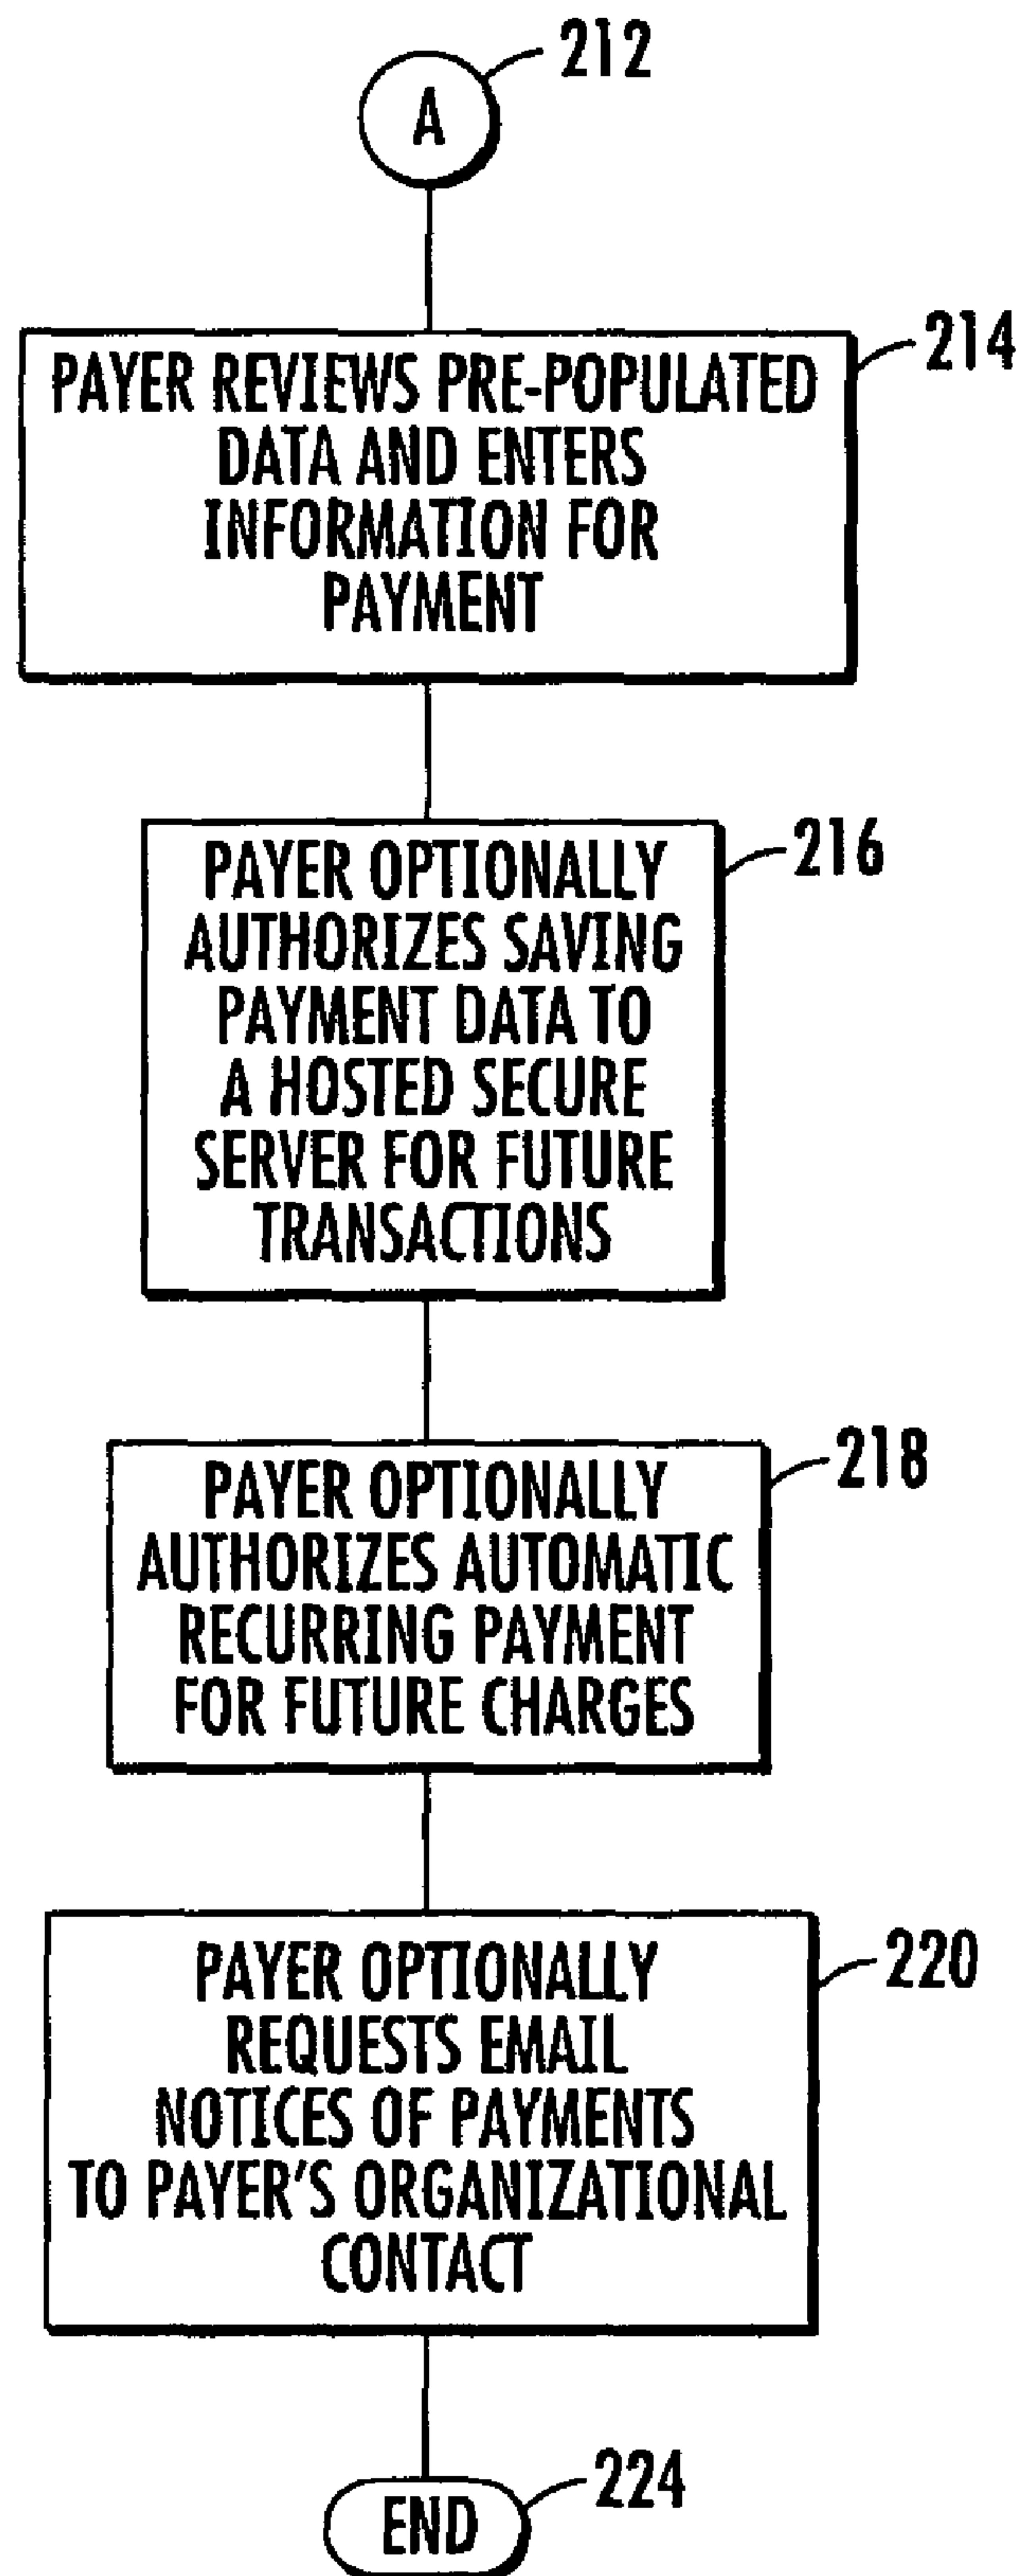 212
A
214
PAYER REVIEWS PRE-POPULATED
DATA AND ENTERS
INFORMATION FOR
PAYMENT
216
PAYER OPTIONALLY
AUTHORIZES SAVING
PAYMENT DATA TO
A HOSTED SECURE
SERVER FOR FUTURE
TRANSACTIONS
218
PAYER OPTIONALLY
AUTHORIZES AUTOMATIC
RECURRING PAYMENT
FOR FUTURE CHARGES
220
PAYER OPTIONALLY
REQUESTS EMAIL
NOTICES OF PAYMENTS
TO PAYER'S ORGANIZATIONAL
CONTACT
224
END